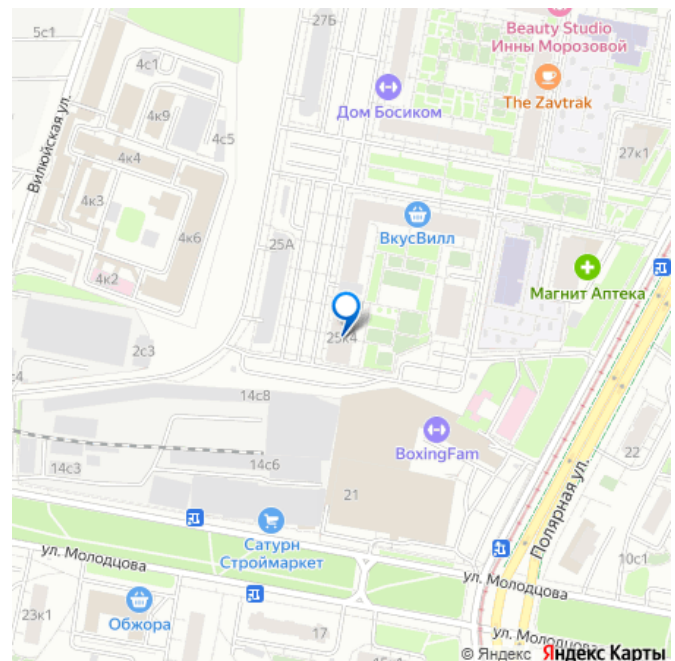 27Б
Beauty Studio
Инны Морозовой
5с1
4с1
The Zavtrak
Дом Босиком
4к9
4с5
27к1
4к4
Вилюйская ул.
4к3
ВкусВилл
4к6
25А
4к2
Магнит Аптека
25к4
2с3
с4
14с8
BoxingFam
22
14с3
14с6
21
Полярная ул.
Сатурн
Строймаркет
ул. Молодцова
10с1
ул. Молодцова
Обжора
23к1
17
ул. Молодцова
© Яндекс Яндекс Карты